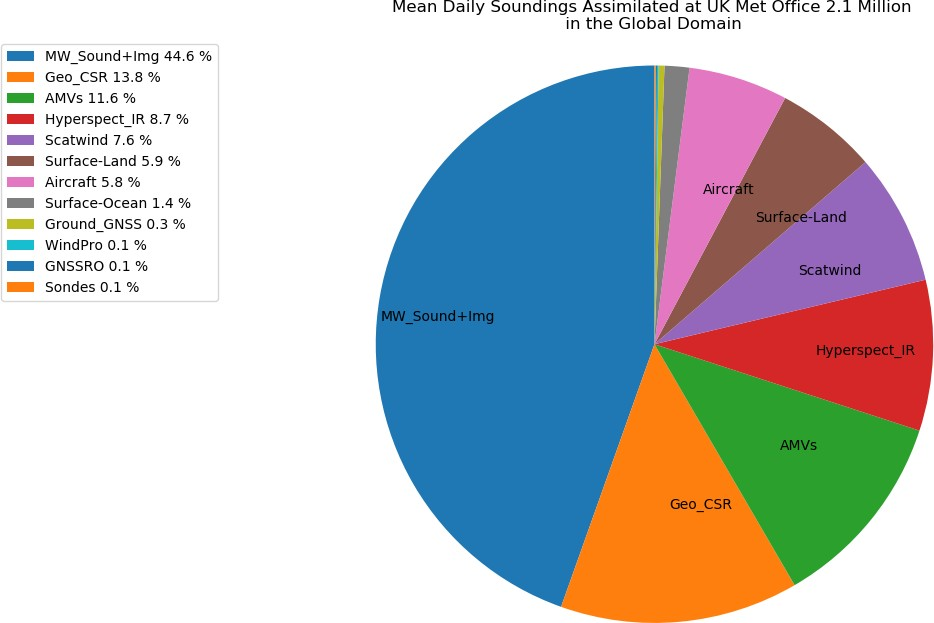 Mean Daily Soundings Assimilated at UK Met Office 2.1 Million
in the Global Domain
MW_Sound+Img 44.6 %
Geo_CSR 13.8 %
AMVs 11.6 %
Hyperspect_IR 8.7 %
Scatwind 7.6 %
Surface-Land 5.9 %
Aircraft 5.8 %
Surface-Ocean 1.4 %
Ground_GNSS 0.3 %
WindPro 0.1 %
GNSSRO 0.1 %
Sondes 0.1 %
Aircraft
Surface-Land
Scatwind
MW_Sound+Img
Hyperspect_IR
AMVs
Geo_CSR